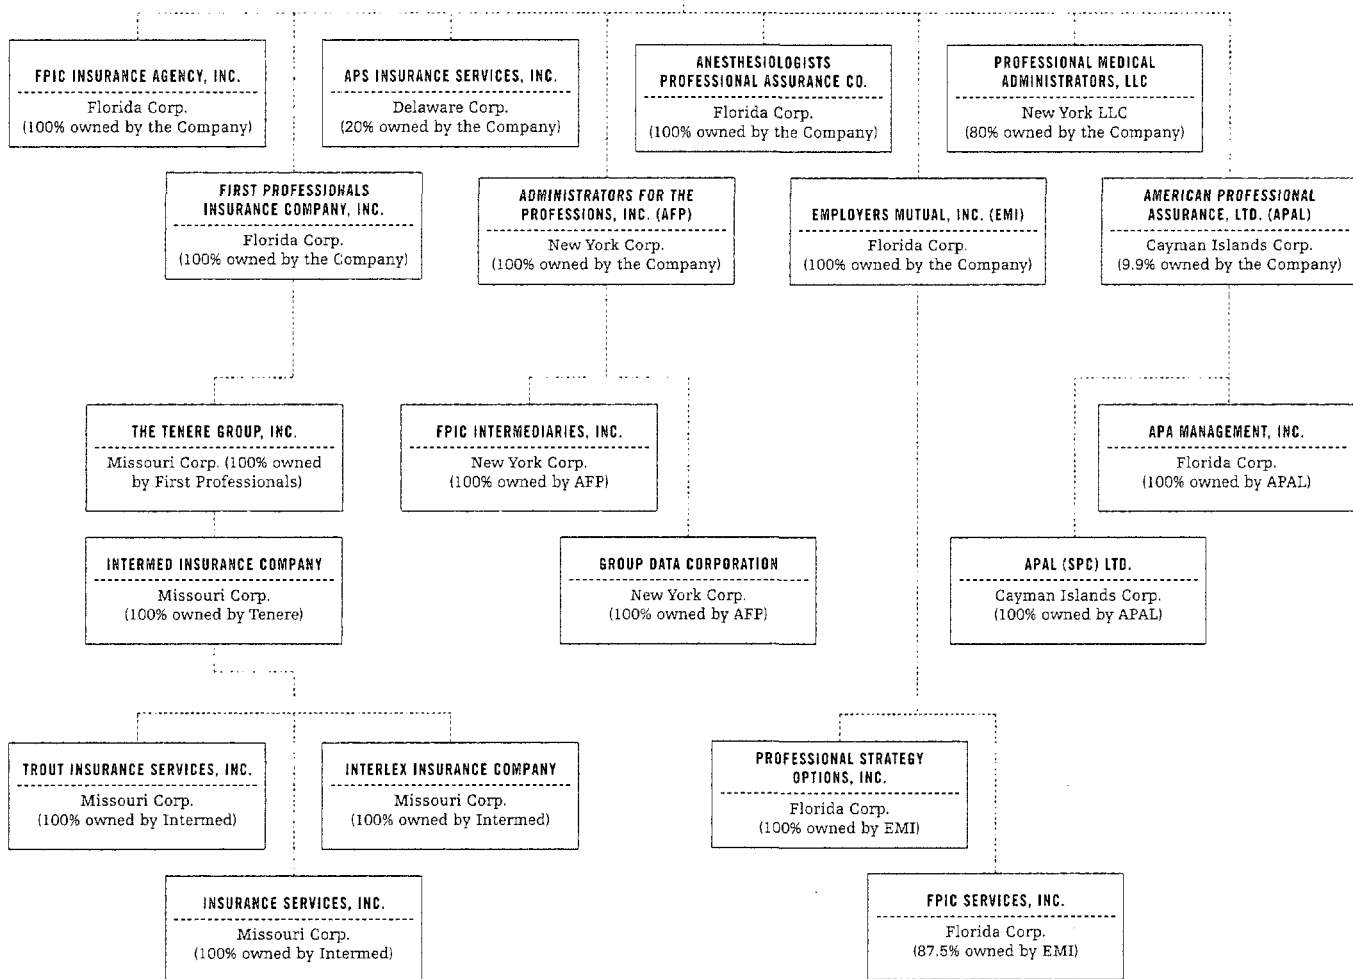 FPIC INSURANCE AGENCY, INC.
Florida Corp.
(100% owned by the Company)
APS INSURANCE SERVICES, INC.
Delaware Corp.
(20% owned by the Company)
ANESTHESIOLOGISTS
PROFESSIONAL ASSURANCE CO.
Florida Corp.
(100% owned by the Company)
PROFESSIONAL MEDICAL
ADMINISTRATORS, LLC
New York LLC
(80% owned by the Company)
FIRST PROFESSIONALS
INSURANCE COMPANY, INC.
Florida Corp.
(100% owned by the Company)
ADMINISTRATORS FOR THE
PROFESSIONS, INC. (AFP)
New York Corp.
(100% owned by the Company)
EMPLOYERS MUTUAL, INC. (EMI)
Florida Corp.
(100% owned by the Company)
AMERICAN PROFESSIONAL
ASSURANCE, LTD. (APAL)
Cayman Islands Corp.
(9.9% owned by the Company)
THE TENERE GROUP, INC.
Missouri Corp. (100% owned
by First Professionals)
FPIC INTERMEDIARIES, INC.
New York Corp.
(100% owned by AFP)
APA MANAGEMENT, INC.
Florida Corp.
(100% owned by APAL)
INTERMED INSURANCE COMPANY
Missouri Corp.
(100% owned by Tenere)
GROUP DATA CORPORATION
New York Corp.
(100% owned by AFP)
APAL (SPC) LTD.
Cayman Islands Corp.
(100% owned by APAL)
TROUT INSURANCE SERVICES, INC.
Missouri Corp.
(100% owned by Intermed)
INTERLEX INSURANCE COMPANY
Missouri Corp.
(100% owned by Intermed)
PROFESSIONAL STRATEGY
OPTIONS, INC.
Florida Corp.
(100% owned by EMI)
INSURANCE SERVICES, INC.
Missouri Corp.
(100% owned by Intermed)
FPIC SERVICES, INC.
Florida Corp.
(87.5% owned by EMI)